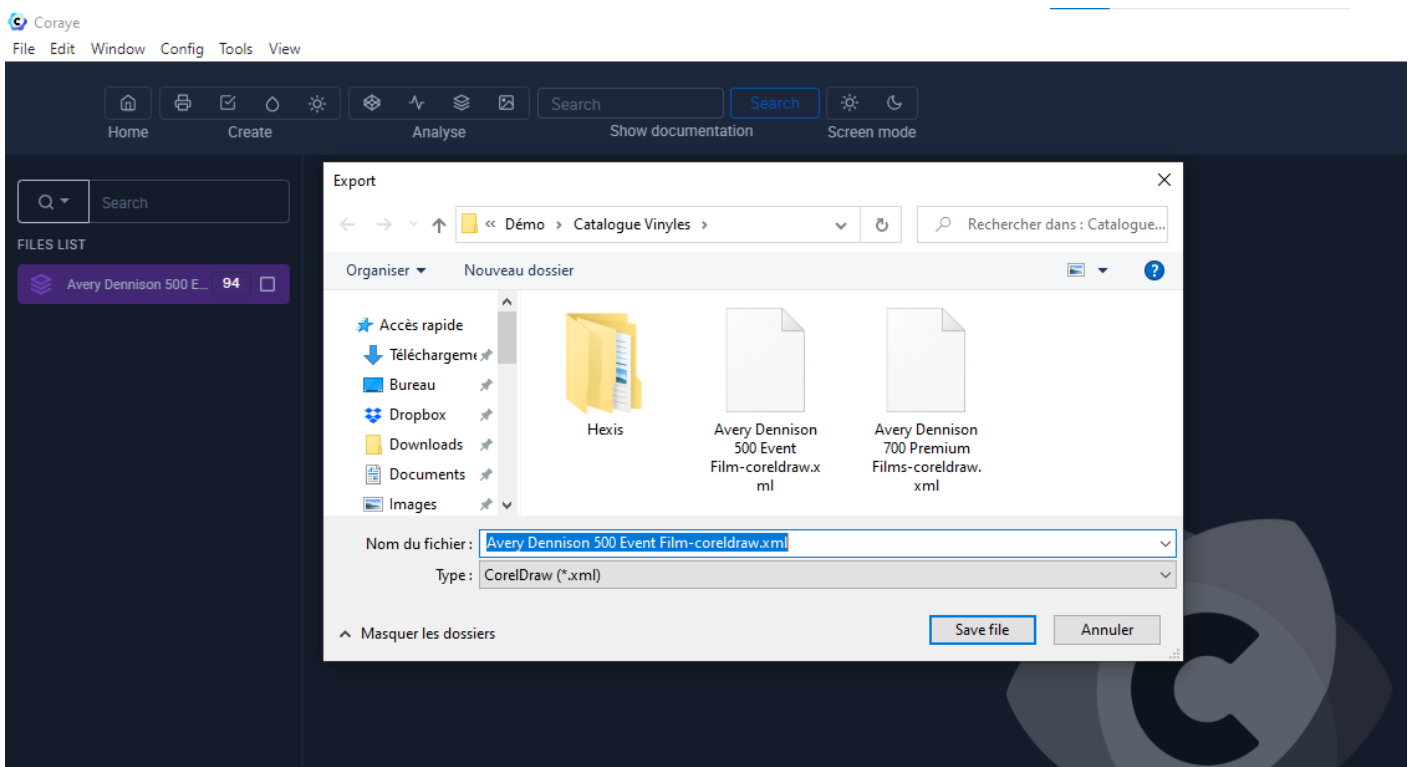 Coraye
File Edit Window Config Tools View
Search Search
Home Create Analyse Show documentation Screen mode
Search
FILES LIST
Avery Dennison 500 E... 94
Export
« Démo > Catalogue Vinyles >
Rechercher dans : Catalogue...
Organiser Nouveau dossier
?
Accès rapide
Téléchargeme
Bureau
Dropbox
Downloads
Documents
Images
Hexis
Avery Dennison
500 Event
Film-coreldraw.x
ml
Avery Dennison
700 Premium
Films-coreldraw.
xml
Nom du fichier : Avery Dennison 500 Event Film-coreldraw.xml
Type : CorelDraw (*.xml)
Masquer les dossiers
Save file Annuler